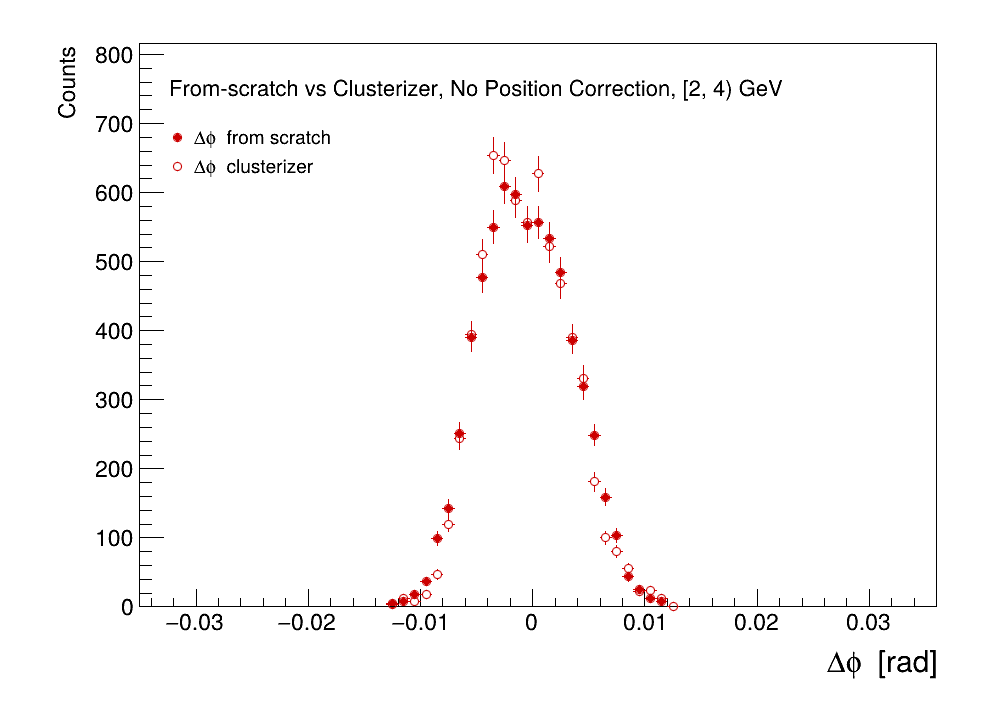 Counts
800
700
600
500
400
300
200
100
0
From-scratch vs Clusterizer, No Position Correction, [2, 4) GeV
Δϕ from scratch
Δϕ clusterizer
−0.03 −0.02 −0.01 0 0.01 0.02 0.03
Δϕ [rad]